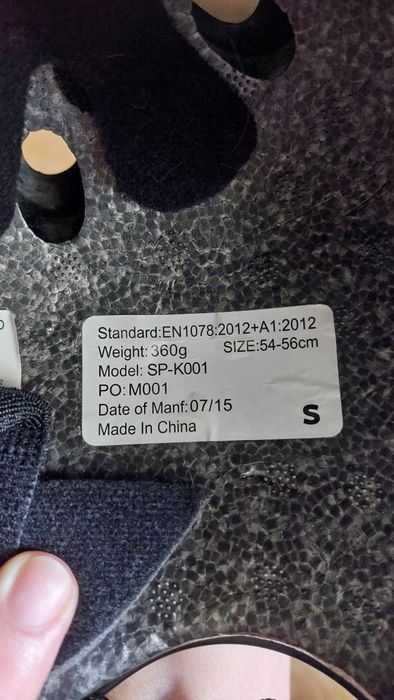 Standard:EN1078:2012+A1:2012
Weight: 360g SIZE:54-56cm
Model: SP-K001
PO: M001
Date of Manf: 07/15
Made In China
S